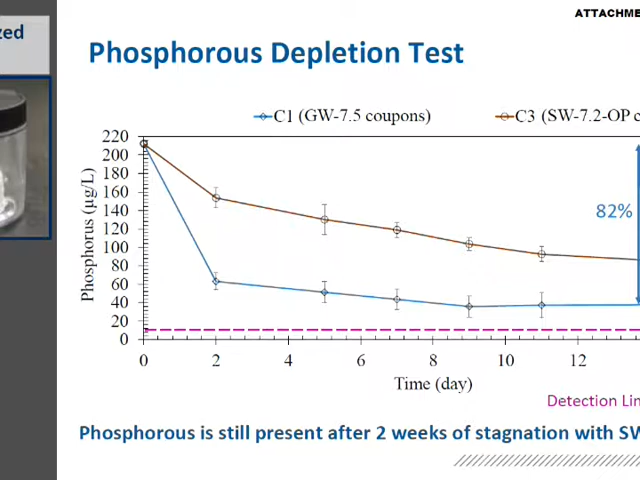 ATTACHME
zed
Phosphorous Depletion Test
C1 (GW-7.5 coupons)
C3 (SW-7.2-OP c
220
200
180
160
140
120
100
80
60
40
20
0
Phosphorus (µg/L)
82%
0 2 4 6 8 10 12
Time (day)
Detection Lin
Phosphorous is still present after 2 weeks of stagnation with SW